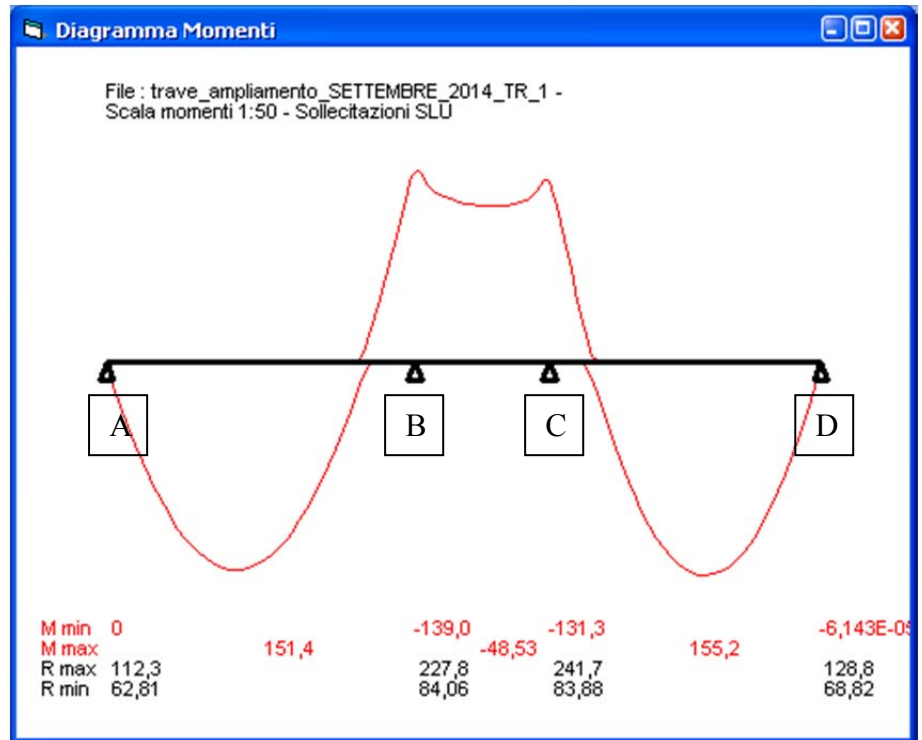 Diagramma Momenti
File : trave_ampliamento_SETTEMBRE_2014_TR_1 -
Scala momenti 1:50 - Sollecitazioni SLU
A B C D
M min 0 -139,0 -131,3 -6,143E-05
M max 151,4 -48,53 155,2
R max 112,3 227,8 241,7 128,8
R min 62,81 84,06 83,88 68,82